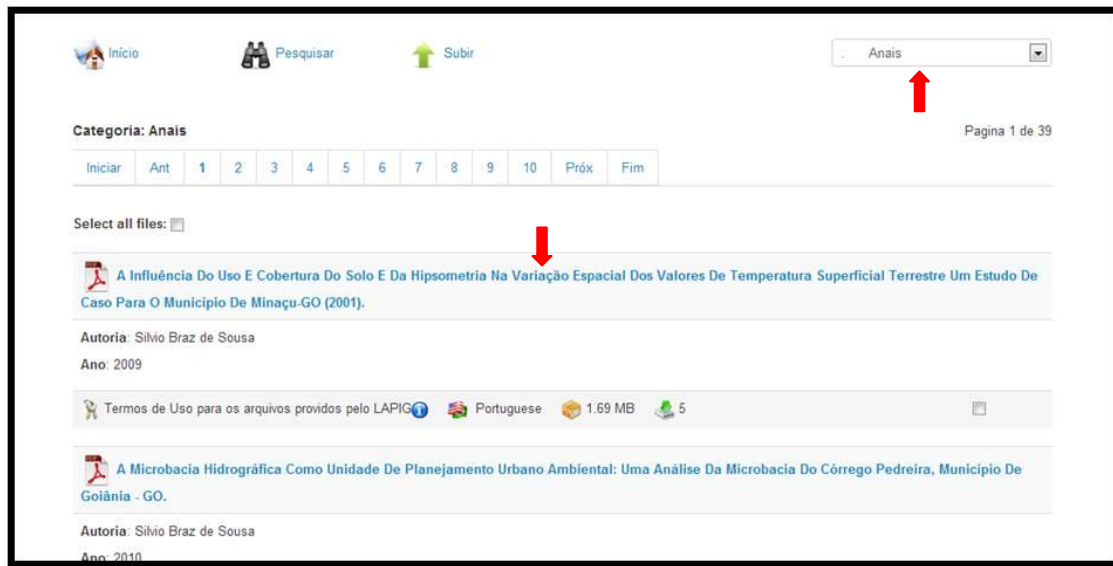 Início Pesquisar Subir . Anais
Categoria: Anais Pagina 1 de 39
Iniciar Ant 1 2 3 4 5 6 7 8 9 10 Próx Fim
Select all files:
A Influência Do Uso E Cobertura Do Solo E Da Hipsometria Na Variação Espacial Dos Valores De Temperatura Superficial Terrestre Um Estudo De
Caso Para O Município De Minaçu-GO (2001).
Autoria: Silvio Braz de Sousa
Ano: 2009
Termos de Uso para os arquivos providos pelo LAPIG Portuguese 1.69 MB 5
A Microbacia Hidrográfica Como Unidade De Planejamento Urbano Ambiental: Uma Análise Da Microbacia Do Córrego Pedreira, Município De
Goiânia - GO.
Autoria: Silvio Braz de Sousa
Ano: 2010